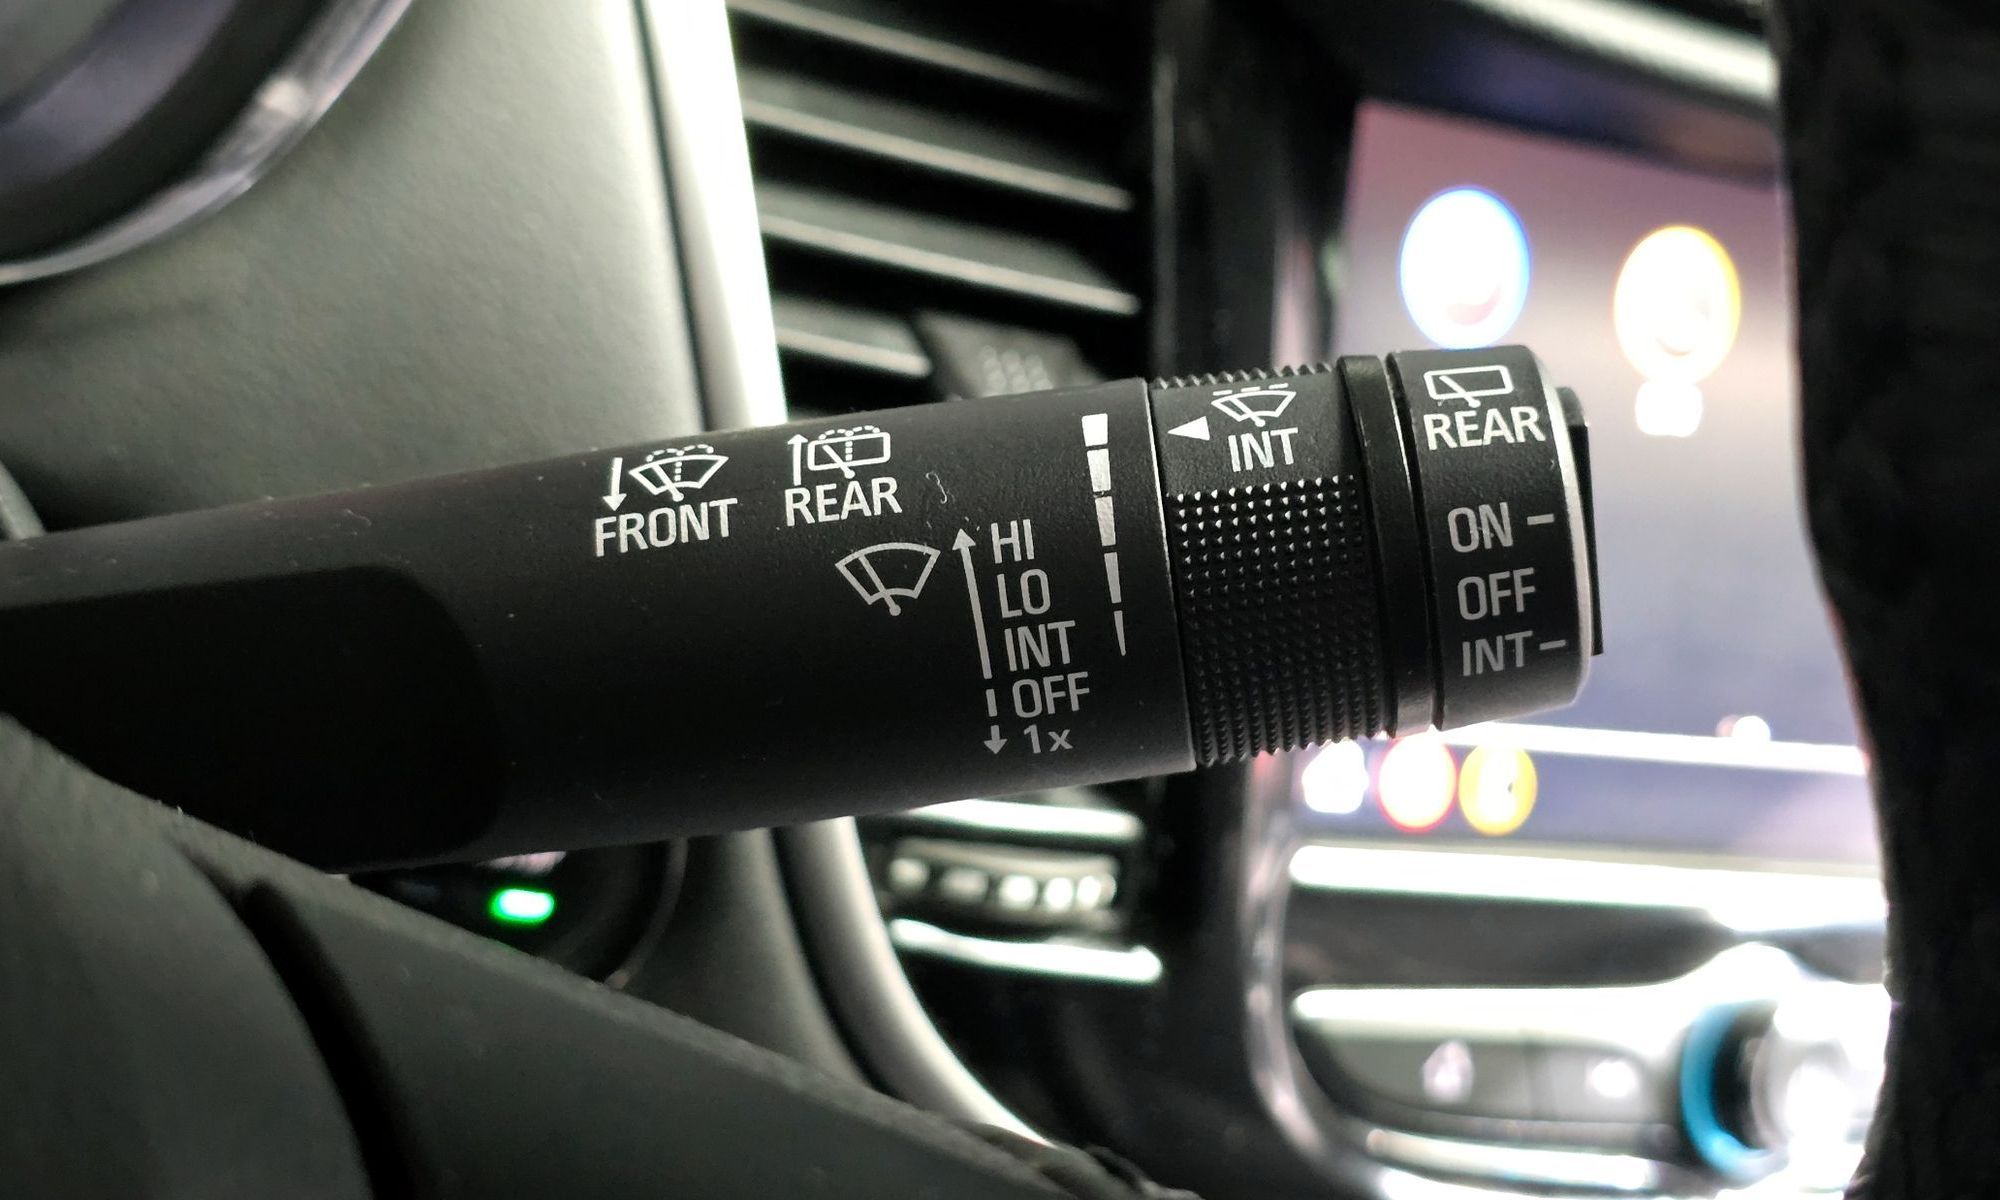 FRONT
REAR
HI
LO
INT
OFF
1x
INT
REAR
ON
OFF
INT